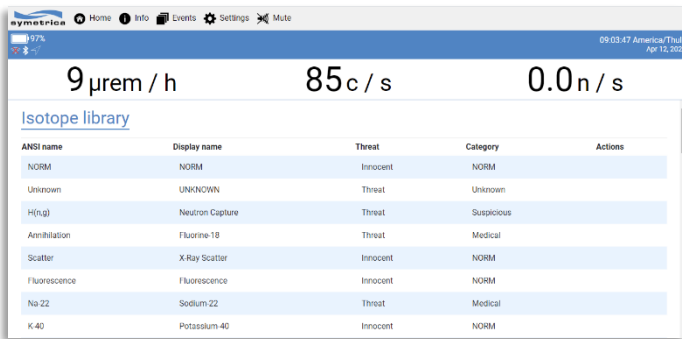 symetrica Home Info Events Settings Mute
97%
09:03:47 America/Thul
Apr 12, 202
9 µrem / h 85 c / s 0.0 n / s
Isotope library
ANSI name Display name Threat Category Actions
NORM NORM Innocent NORM
Unknown UNKNOWN Threat Unknown
H(n,g) Neutron Capture Threat Suspicious
Annihilation Fluorine-18 Threat Medical
Scatter X-Ray Scatter Innocent NORM
Fluorescence Fluorescence Innocent NORM
Na-22 Sodium-22 Threat Medical
K-40 Potassium-40 Innocent NORM